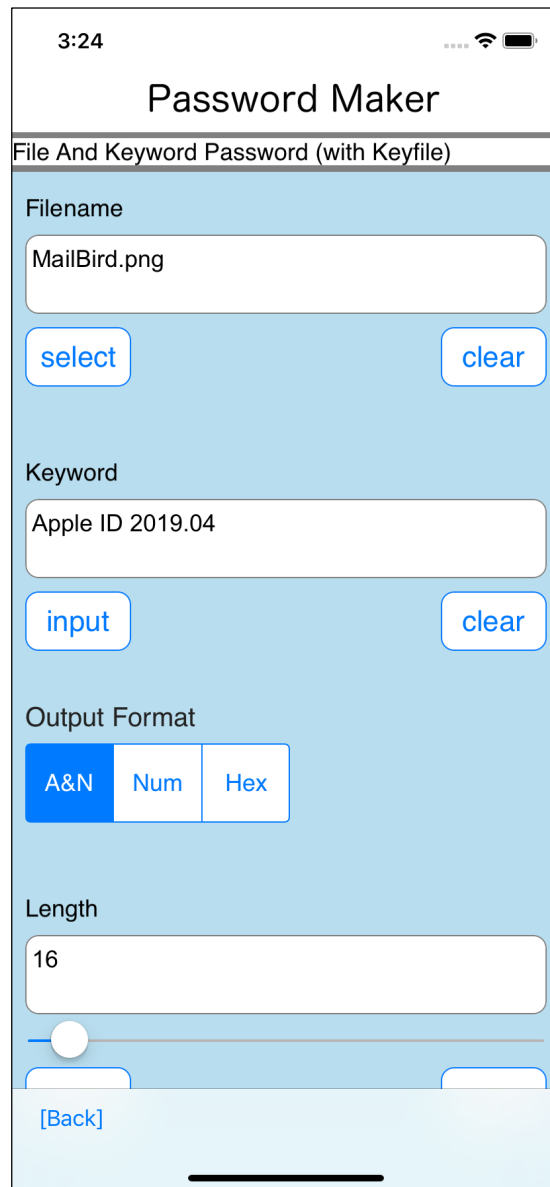 3:24
Password Maker
File And Keyword Password (with Keyfile)
Filename
MailBird.png
select clear
Keyword
Apple ID 2019.04
input clear
Output Format
A&N Num Hex
Length
16
[Back]